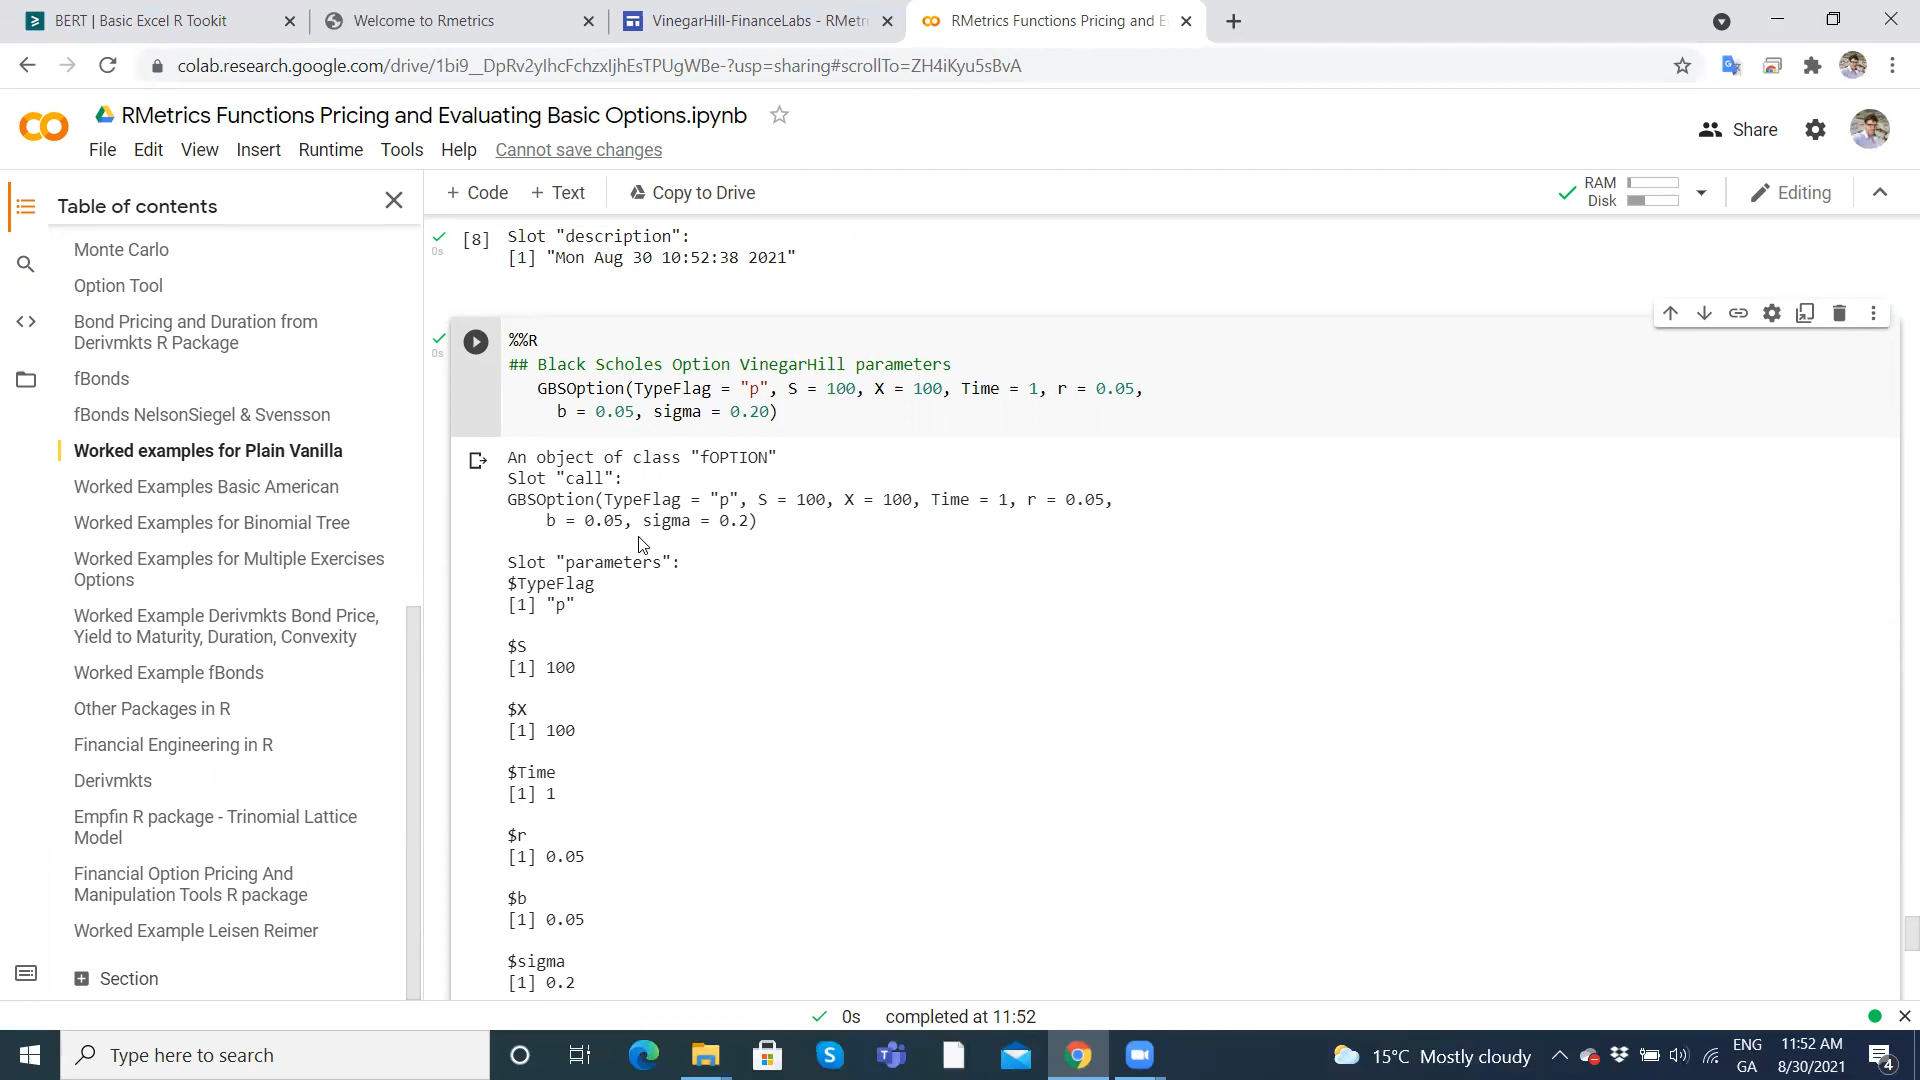 BERT | Basic Excel R Tookit
Welcome to Rmetrics
VinegarHill-FinanceLabs - RMetr
RMetrics Functions Pricing and E
colab.research.google.com/drive/1bi9__DpRv2yIhcFchzxIjhEsTPUgWBe-?usp=sharing#scrollTo=ZH4iKyu5sBvA
RMetrics Functions Pricing and Evaluating Basic Options.ipynb
File Edit View Insert Runtime Tools Help Cannot save changes
Share
Table of contents
+ Code + Text Copy to Drive
RAM
Disk
Editing
Monte Carlo
Option Tool
Bond Pricing and Duration from
Derivmkts R Package
fBonds
fBonds NelsonSiegel & Svensson
Worked examples for Plain Vanilla
Worked Examples Basic American
Worked Examples for Binomial Tree
Worked Examples for Multiple Exercises
Options
Worked Example Derivmkts Bond Price,
Yield to Maturity, Duration, Convexity
Worked Example fBonds
Other Packages in R
Financial Engineering in R
Derivmkts
Empfin R package - Trinomial Lattice
Model
Financial Option Pricing And
Manipulation Tools R package
Worked Example Leisen Reimer
Section
0s
[8]
Slot "description":
[1] "Mon Aug 30 10:52:38 2021"
0s
%%R
## Black Scholes Option VinegarHill parameters
GBSOption(TypeFlag = "p", S = 100, X = 100, Time = 1, r = 0.05,
b = 0.05, sigma = 0.20)
An object of class "fOPTION"
Slot "call":
GBSOption(TypeFlag = "p", S = 100, X = 100, Time = 1, r = 0.05,
b = 0.05, sigma = 0.2)
Slot "parameters":
$TypeFlag
[1] "p"
$S
[1] 100
$X
[1] 100
$Time
[1] 1
$r
[1] 0.05
$b
[1] 0.05
$sigma
[1] 0.2
0s completed at 11:52
Type here to search
15°C Mostly cloudy
ENG
GA
11:52 AM
8/30/2021
4